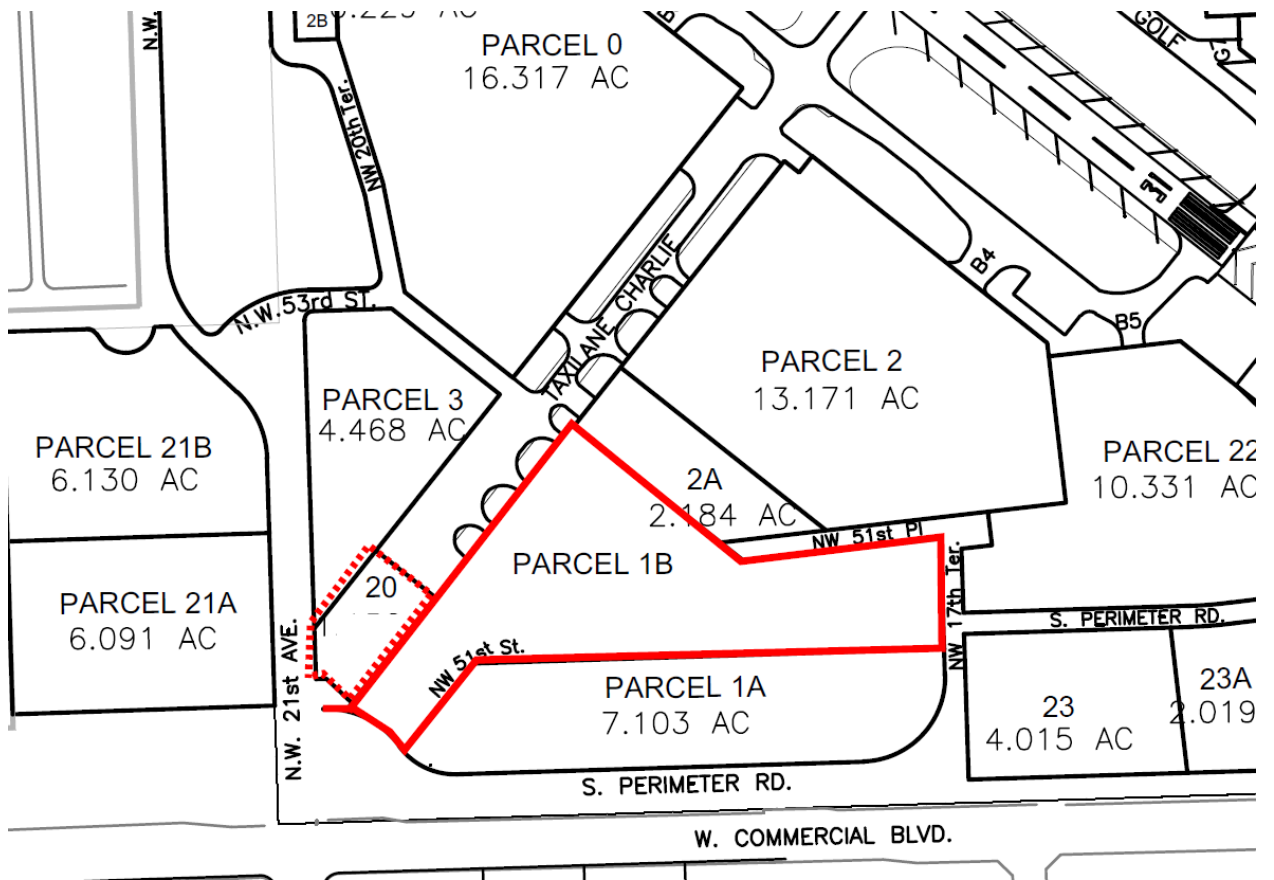 N.W.
2B
GOLF
PARCEL 0
16.317 AC
NW 20th Ter.
TAXILANE CHARLIE
B4
B5
N.W.53rd ST.
PARCEL 2
13.171 AC
PARCEL 3
4.468 AC
PARCEL 21B
6.130 AC
PARCEL 22
10.331 AC
2A
2.184 AC
NW 51st Pl
PARCEL 1B
20
PARCEL 21A
6.091 AC
NW 17th Ter.
S. PERIMETER RD.
N.W. 21st AVE.
NW 51st St.
PARCEL 1A
7.103 AC
23
4.015 AC
23A
2.019
S. PERIMETER RD.
W. COMMERCIAL BLVD.